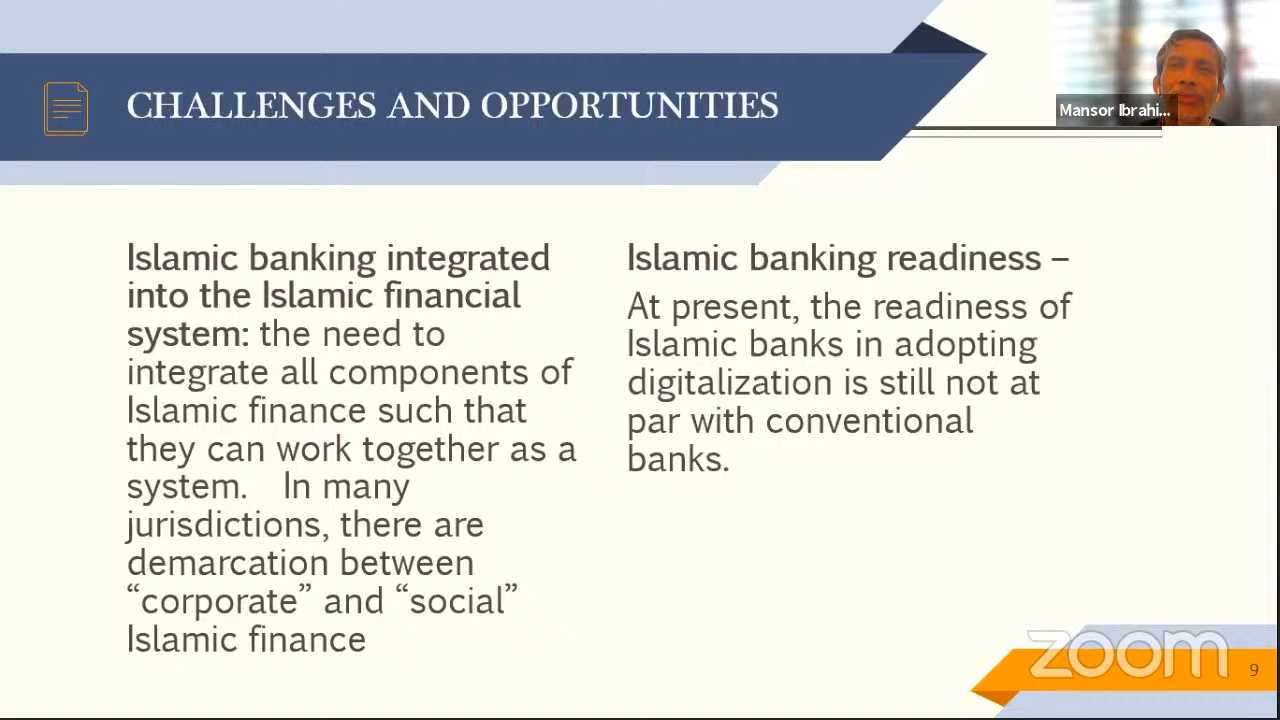 CHALLENGES AND OPPORTUNITIES
Mansor Ibrahi...
Islamic banking integrated
into the Islamic financial
system: the need to
integrate all components of
Islamic finance such that
they can work together as a
system. In many
jurisdictions, there are
demarcation between
“corporate” and “social”
Islamic finance
Islamic banking readiness –
At present, the readiness of
Islamic banks in adopting
digitalization is still not at
par with conventional
banks.
zoom
9